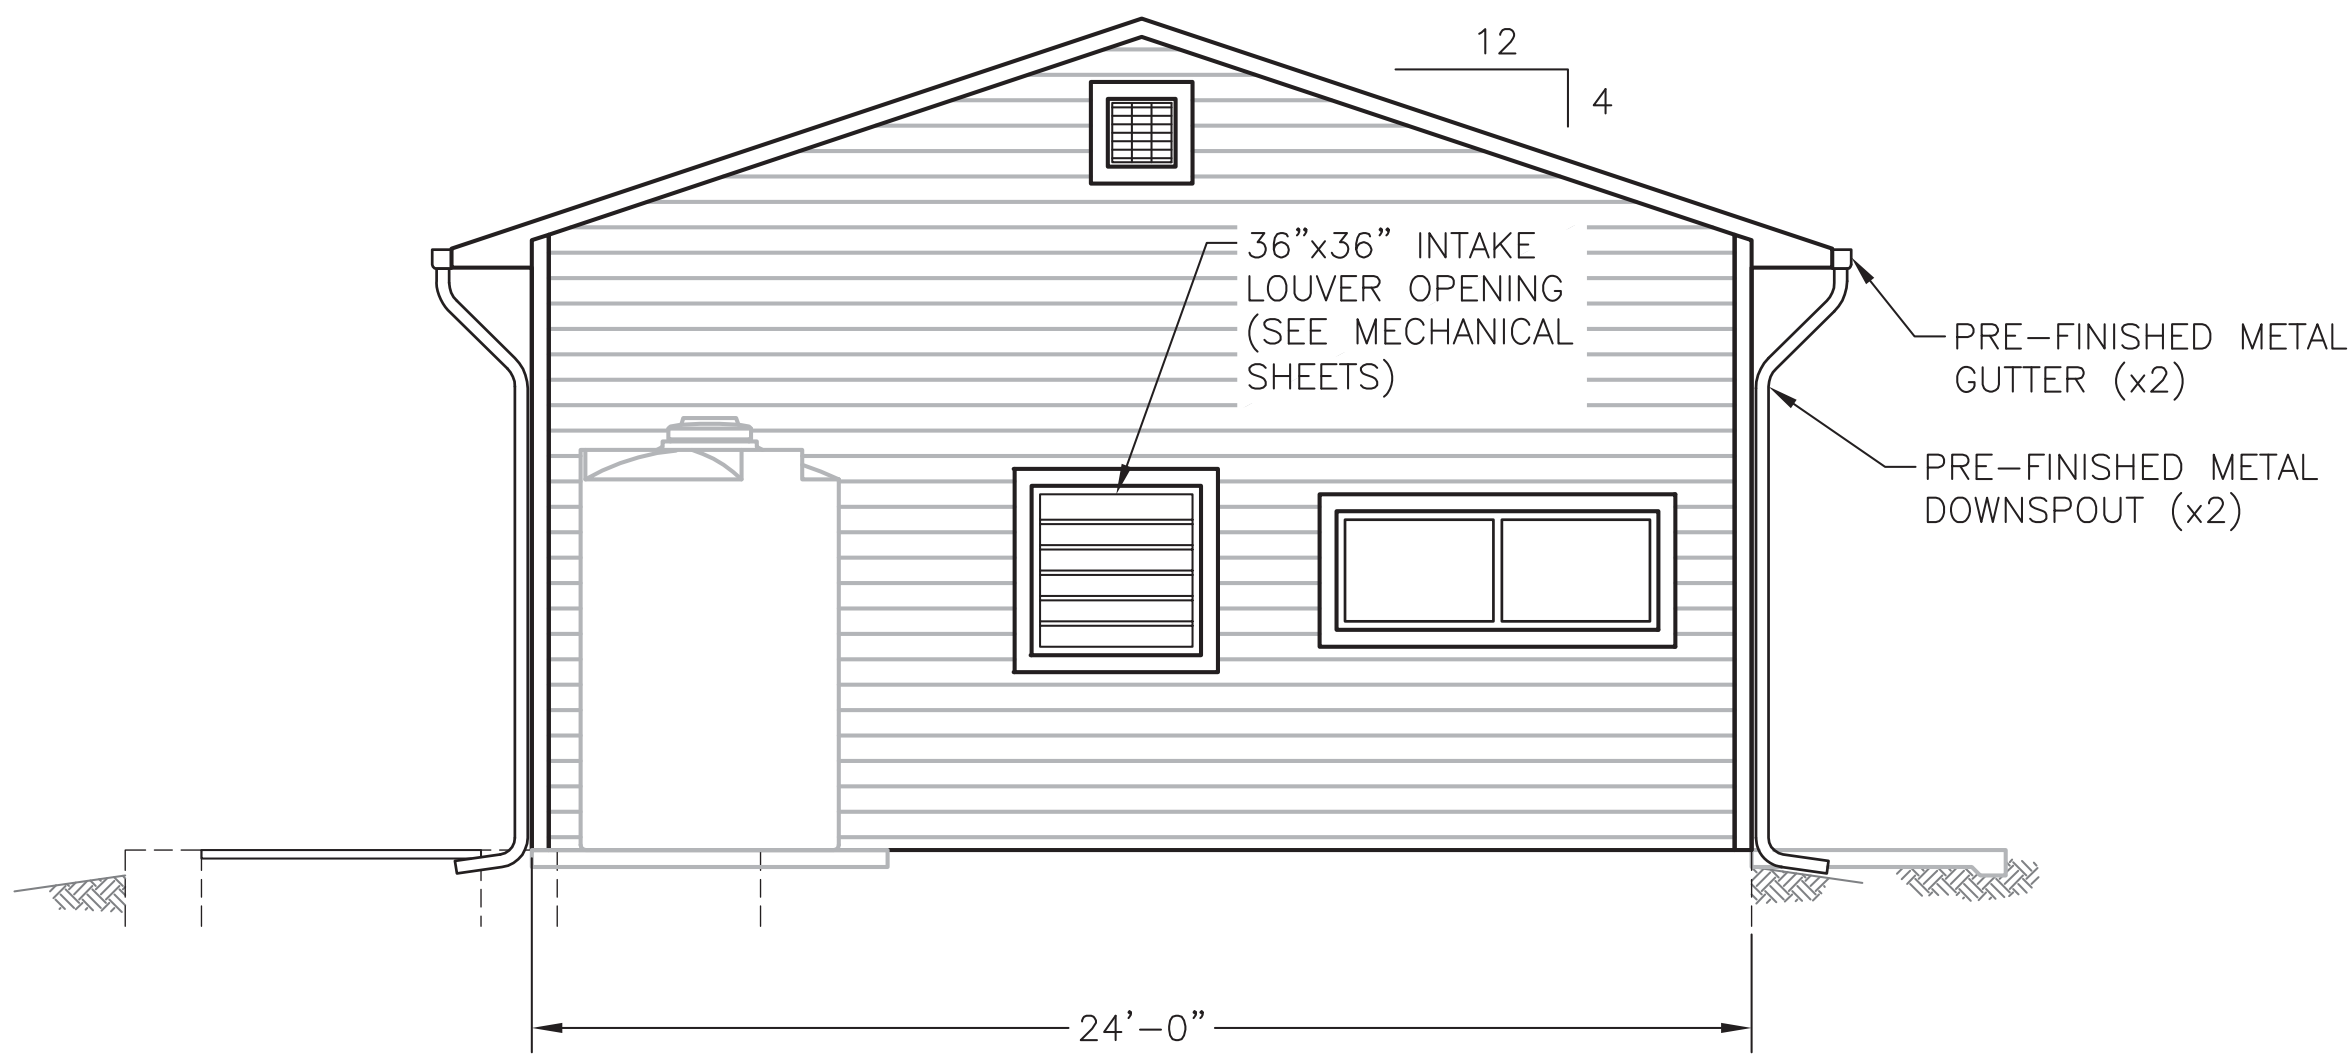 12
4
36”x36” INTAKE
LOUVER OPENING
(SEE MECHANICAL
SHEETS)
PRE–FINISHED METAL
GUTTER (x2)
PRE–FINISHED METAL
DOWNSPOUT (x2)
24’–0”